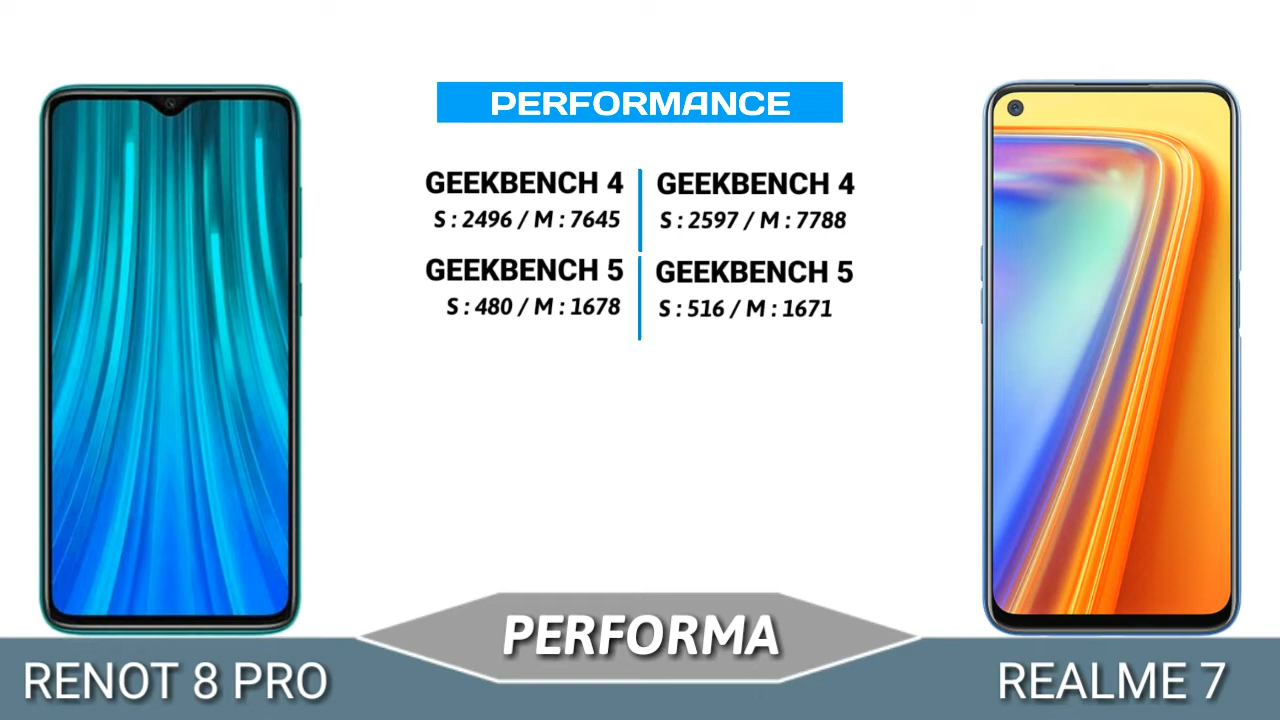 PERFORMANCE
GEEKBENCH 4
S : 2496 / M : 7645
GEEKBENCH 5
S : 480 / M : 1678
GEEKBENCH 4
S : 2597 / M : 7788
GEEKBENCH 5
S : 516 / M : 1671
PERFORMA
RENOT 8 PRO
REALME 7